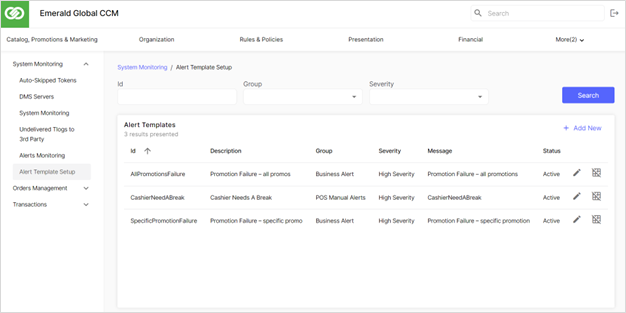 Emerald Global CCM
Search
Catalog, Promotions & Marketing Organization Rules & Policies Presentation Financial More(2)
System Monitoring
Auto-Skipped Tokens
DMS Servers
System Monitoring
Undelivered Tlogs to
3rd Party
Alerts Monitoring
Alert Template Setup
Orders Management
Transactions
System Monitoring / Alert Template Setup
Id Group Severity
Search
Alert Templates
3 results presented
+ Add New
Id Description Group Severity Message Status
AllPromotionsFailure Promotion Failure – all promos Business Alert High Severity Promotion Failure – all promotions Active
CashierNeedABreak Cashier Needs A Break POS Manual Alerts High Severity CashierNeedABreak Active
SpecificPromotionFailure Promotion Failure – specific promo Business Alert High Severity Promotion Failure – specific promotion Active